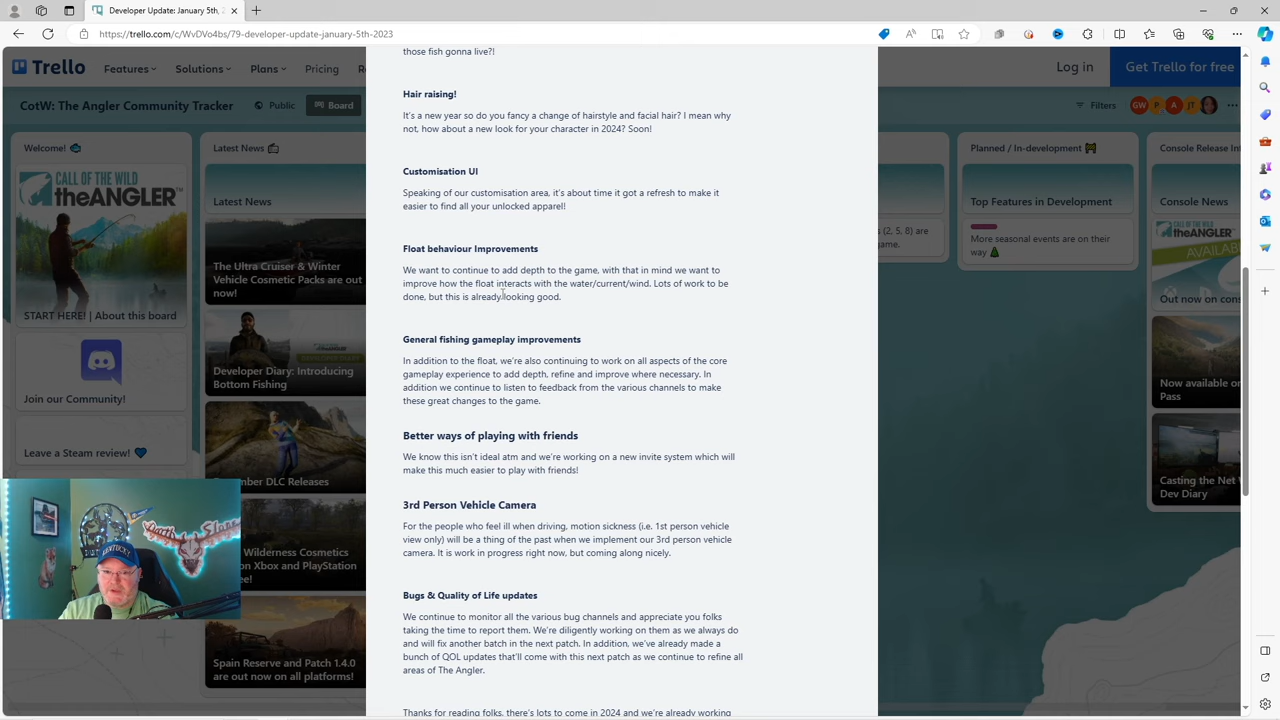 Developer Update: January 5th 2
https://trello.com/c/WvDVo4bs/79-developer-update-january-5th-2023
Trello
Features
Solutions
Plans
Pricing
Log in
Get Trello for free
CotW: The Angler Community Tracker
Public
Board
Filters
GW
Welcome!
CALL OF THE WILD
theANGLER™
START HERE! | About this board
Join our Community!
Leave a Steam review!
Latest News
Latest News
The Ultra Cruiser & Winter
Vehicle Cosmetic Packs are out
now!
Developer Diary: Introducing
Bottom Fishing
mber DLC Releases
Wilderness Cosmetics
on Xbox and PlayStation
Spain Reserve and Patch 1.4.0
are out now on all platforms!
those fish gonna live?!
Hair raising!
It's a new year so do you fancy a change of hairstyle and facial hair? I mean why
not, how about a new look for your character in 2024? Soon!
Customisation UI
Speaking of our customisation area, it's about time it got a refresh to make it
easier to find all your unlocked apparel!
Float behaviour Improvements
We want to continue to add depth to the game, with that in mind we want to
improve how the float interacts with the water/current/wind. Lots of work to be
done, but this is already looking good.
General fishing gameplay improvements
In addition to the float, we're also continuing to work on all aspects of the core
gameplay experience to add depth, refine and improve where necessary. In
addition we continue to listen to feedback from the various channels to make
these great changes to the game.
Better ways of playing with friends
We know this isn't ideal atm and we're working on a new invite system which will
make this much easier to play with friends!
3rd Person Vehicle Camera
For the people who feel ill when driving, motion sickness (i.e. 1st person vehicle
view only) will be a thing of the past when we implement our 3rd person vehicle
camera. It is work in progress right now, but coming along nicely.
Bugs & Quality of Life updates
We continue to monitor all the various bug channels and appreciate you folks
taking the time to report them. We're diligently working on them as we always do
and will fix another batch in the next patch. In addition, we've already made a
bunch of QOL updates that'll come with this next patch as we continue to refine all
areas of The Angler.
Thanks for reading folks, there's lots to come in 2024 and we're already working
s (2, 5, 8) are
game.
Planned / In-development
Top Features in Development
More seasonal events are on their
way
Console Release In
Console News
CALL OF THE WILD
theANGLER
AVAILAB
Out now on cons
Available now on
Pass
Casting the Net
Dev Diary
KENTUCKY